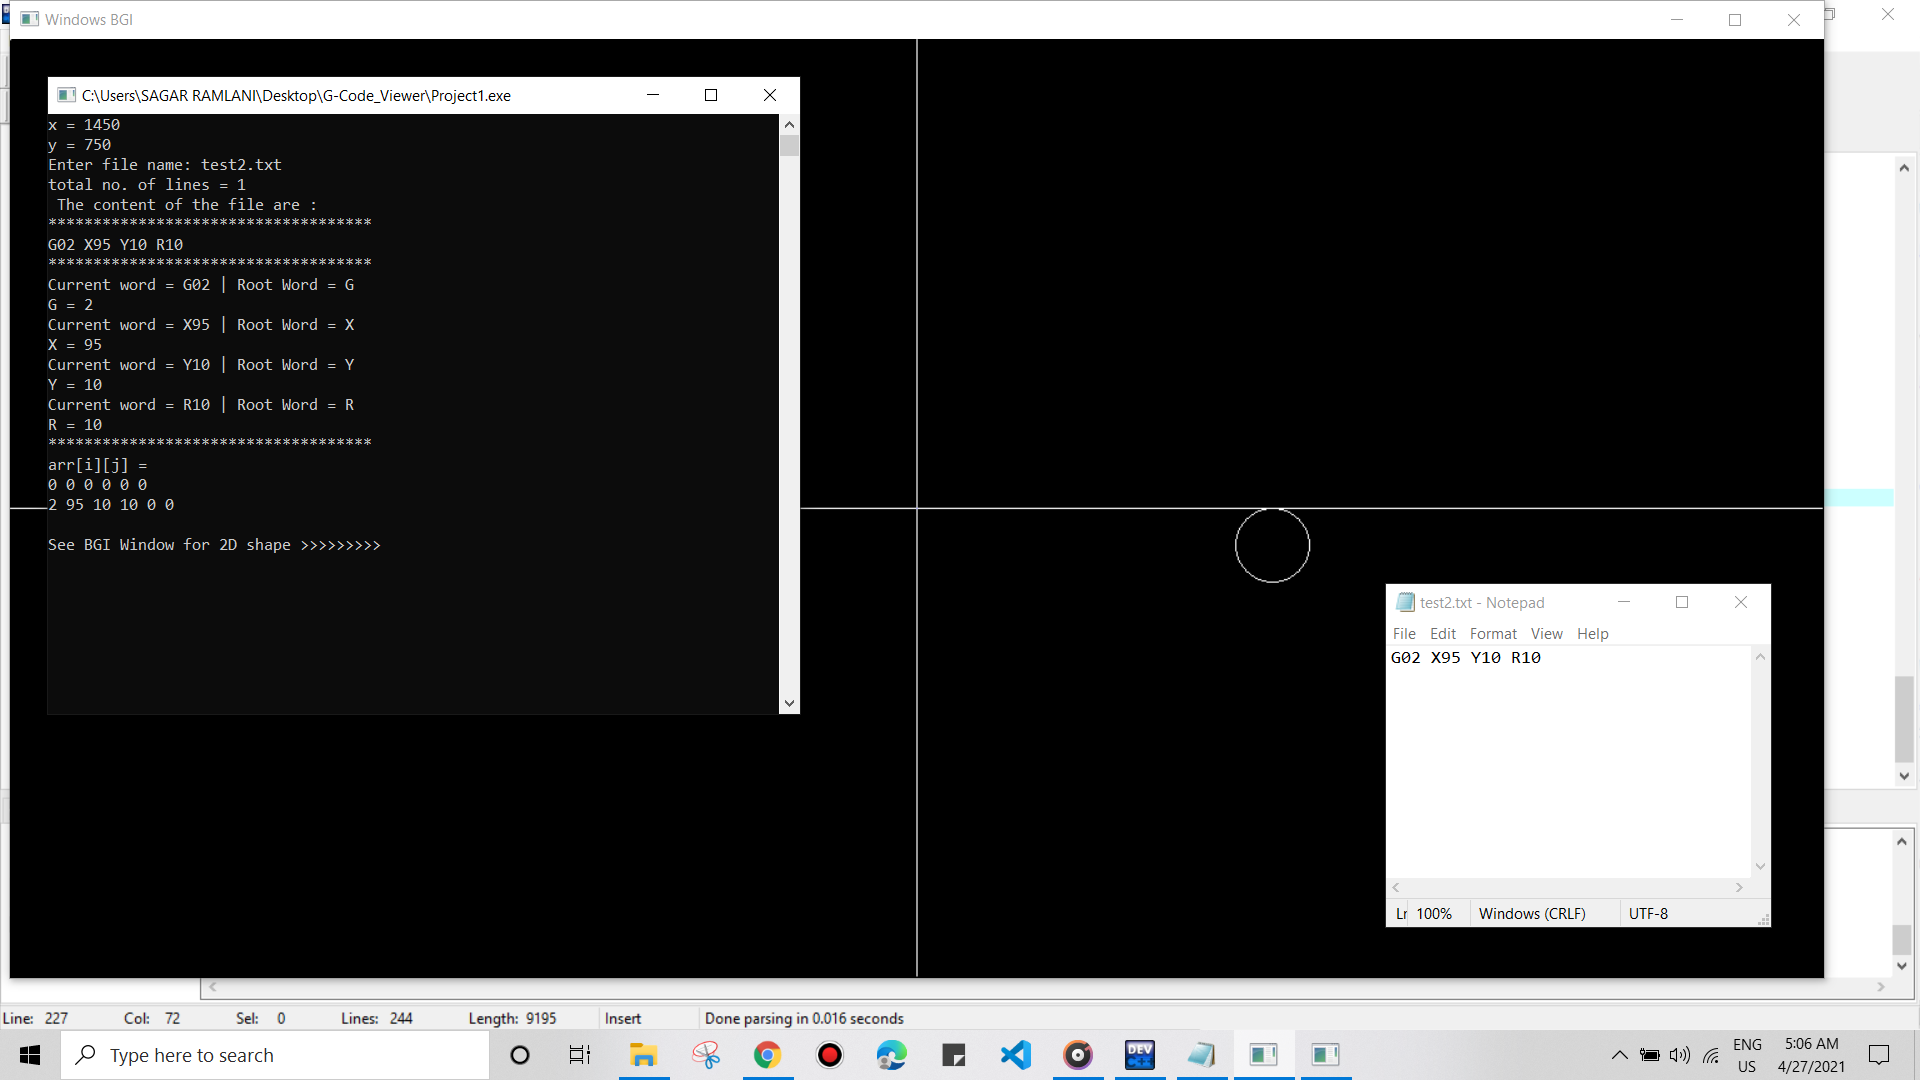 Windows BGI
C:\Users\SAGAR RAMLANI\Desktop\G-Code_Viewer\Project1.exe
x = 1450
y = 750
Enter file name: test2.txt
total no. of lines = 1
The content of the file are :
************************************
G02 X95 Y10 R10
************************************
Current word = G02 | Root Word = G
G = 2
Current word = X95 | Root Word = X
X = 95
Current word = Y10 | Root Word = Y
Y = 10
Current word = R10 | Root Word = R
R = 10
************************************
arr[i][j] =
0 0 0 0 0 0
2 95 10 10 0 0
See BGI Window for 2D shape >>>>>>>>>
test2.txt - Notepad
File Edit Format View Help
G02 X95 Y10 R10
100% Windows (CRLF) UTF-8
Line: 227 Col: 72 Sel: 0 Lines: 244 Length: 9195 Insert Done parsing in 0.016 seconds
Type here to search
DEV C++
ENG US
5:06 AM
4/27/2021